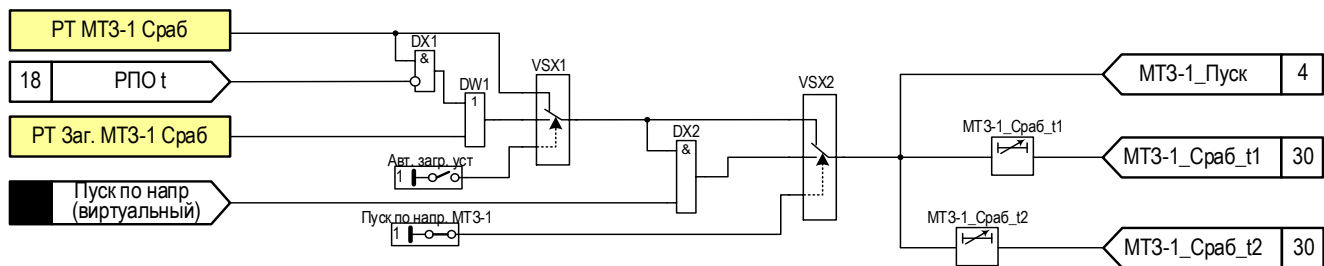 РТ МТЗ-1 Сраб
DX1
&
18 РПО t
DW1
1
VSX1
РТ Заг. МТЗ-1 Сраб
Авт. загр. уст
1
Пуск по напр
(виртуальный)
Пуск по напр. МТЗ-1
1
DX2
&
VSX2
МТЗ-1_Пуск 4
МТЗ-1_Сраб_t1
МТЗ-1_Сраб_t1 30
МТЗ-1_Сраб_t2
МТЗ-1_Сраб_t2 30